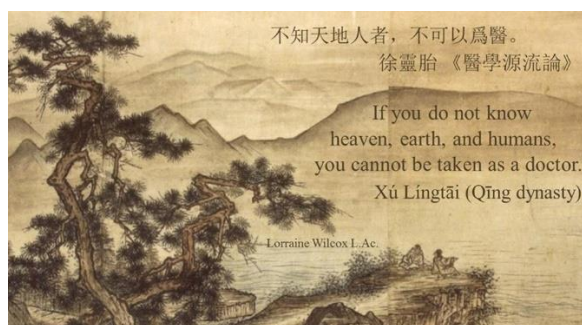 不知天地人者，不可以爲醫。
徐靈胎 《醫學源流論》
If you do not know
heaven, earth, and humans,
you cannot be taken as a doctor.
Xú Língtāi (Qīng dynasty)
Lorraine Wilcox L.Ac.